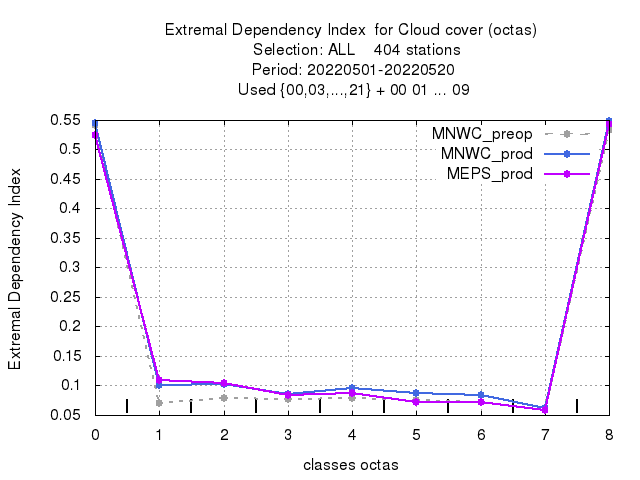 Extremal Dependency Index  for Cloud cover (octas)
Selection: ALL    404 stations
Period: 20220501-20220520
Used {00,03,...,21} + 00 01 ... 09
MNWC_preop
MNWC_prod
MEPS_prod
Extremal Dependency Index
0.55
0.5
0.45
0.4
0.35
0.3
0.25
0.2
0.15
0.1
0.05
0 1 2 3 4 5 6 7 8
classes octas